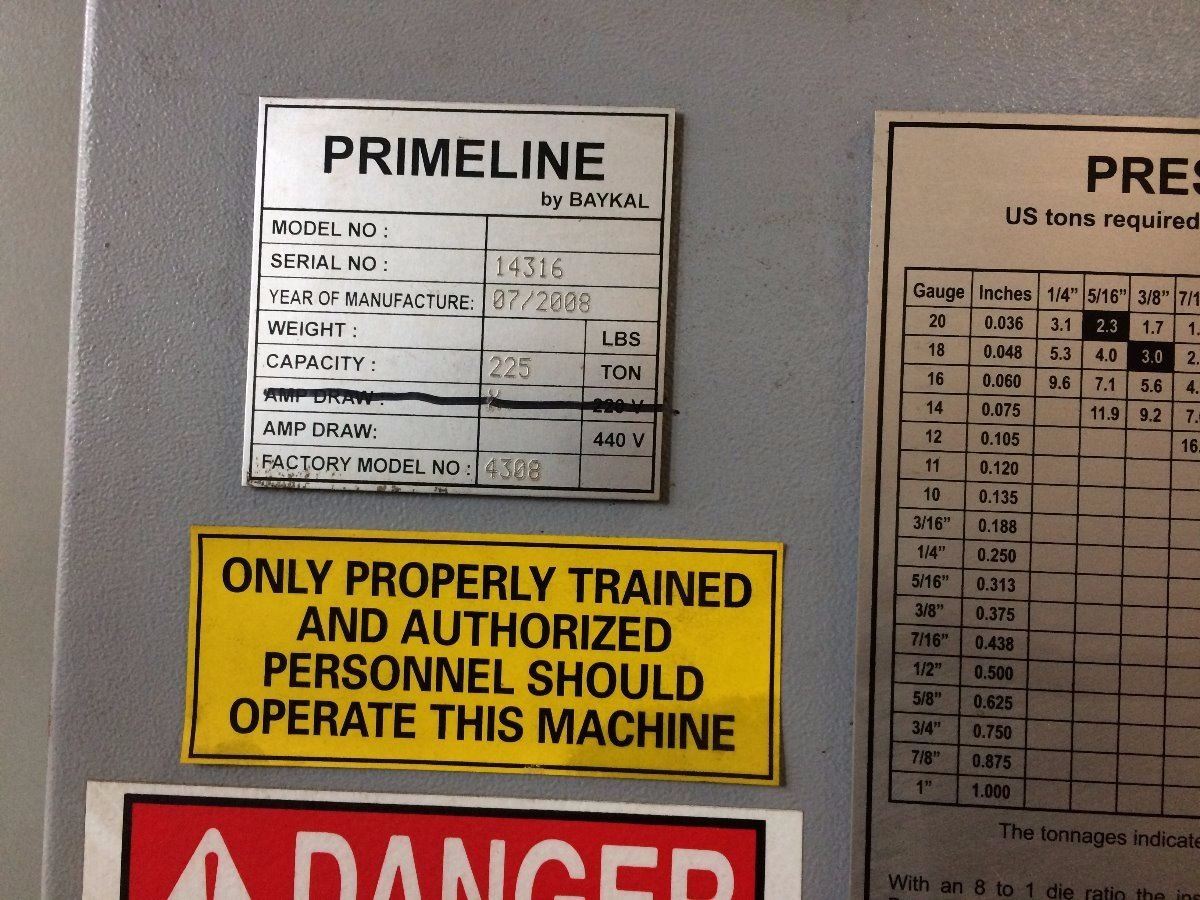 PRIMELINE
by BAYKAL
MODEL NO :
SERIAL NO : 14316
YEAR OF MANUFACTURE: 07/2008
WEIGHT : LBS
CAPACITY : 225 TON
AMP DRAW : X 220 V
AMP DRAW: 440 V
FACTORY MODEL NO : 4308
ONLY PROPERLY TRAINED
AND AUTHORIZED
PERSONNEL SHOULD
OPERATE THIS MACHINE
DANGER
US tons required
Gauge Inches 1/4" 5/16" 3/8"
20 0.036 3.1 2.3 1.7
18 0.048 5.3 4.0 3.0
16 0.060 9.6 7.1 5.6
14 0.075 11.9 9.2
12 0.105
11 0.120
10 0.135
3/16" 0.188
1/4" 0.250
5/16" 0.313
3/8" 0.375
7/16" 0.438
1/2" 0.500
5/8" 0.625
3/4" 0.750
7/8" 0.875
1" 1.000
The tonnages
With an 8 to 1 die ratio the